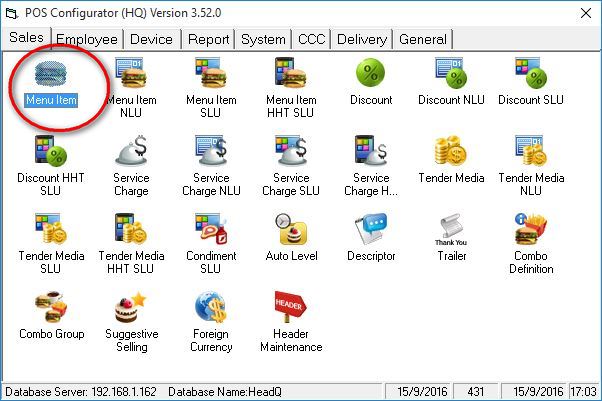 POS Configurator (HQ) Version 3.52.0
Sales Employee Device Report System CCC Delivery General
Menu Item
Menu Item NLU
Menu Item SLU
Menu Item HHT SLU
Discount
Discount NLU
Discount SLU
Discount HHT SLU
Service Charge
Service Charge NLU
Service Charge SLU
Service Charge H...
Tender Media
Tender Media NLU
Tender Media SLU
Tender Media HHT SLU
Condiment SLU
Auto Level
Descriptor
Thank You
Trailer
Combo Definition
Combo Group
Suggestive Selling
Foreign Currency
HEADER
Header Maintenance
Database Server: 192.168.1.162 Database Name:HeadQ 15/9/2016 431 15/9/2016 17:03